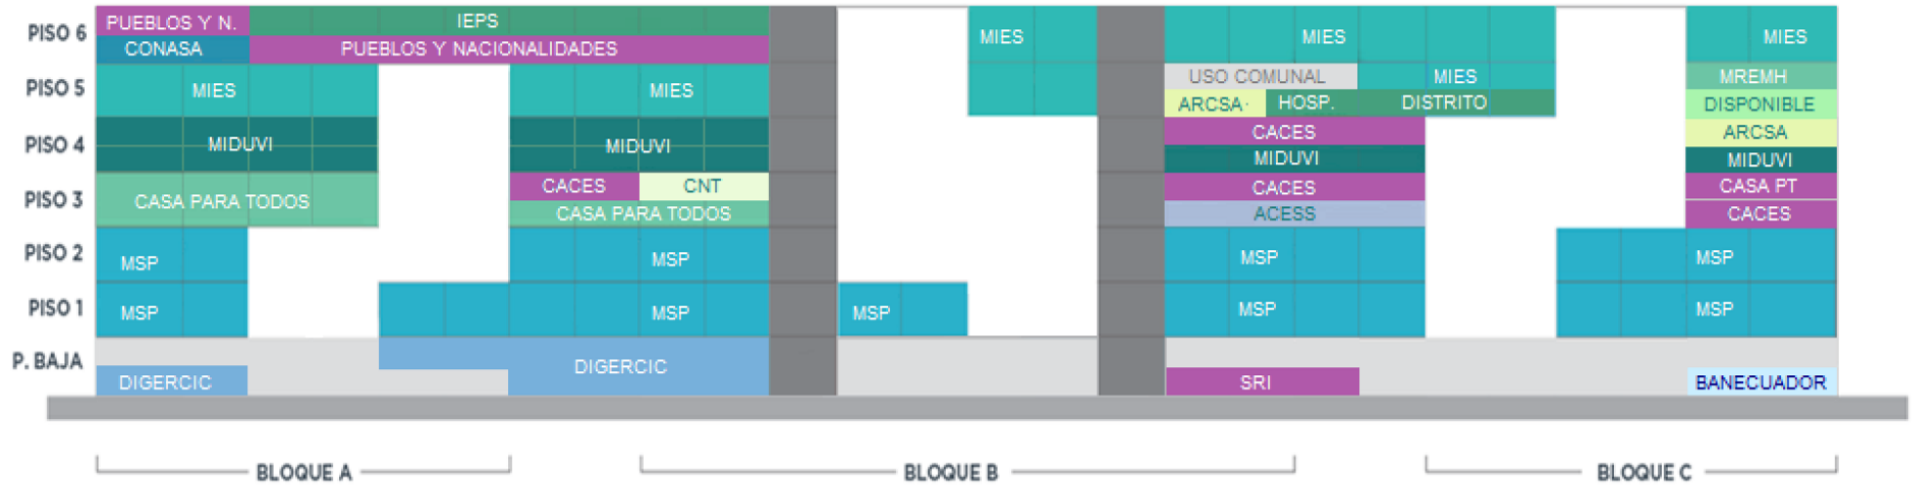 PISO 6
PUEBLOS Y N.
IEPS
CONASA
PUEBLOS Y NACIONALIDADES
MIES
MIES
MIES
PISO 5
MIES
MIES
USO COMUNAL
MIES
MREMH
ARCSA·
HOSP.
DISTRITO
DISPONIBLE
PISO 4
MIDUVI
MIDUVI
CACES
ARCSA
MIDUVI
MIDUVI
PISO 3
CASA PARA TODOS
CACES
CNT
CACES
CASA PT
CASA PARA TODOS
ACESS
CACES
PISO 2
MSP
MSP
MSP
MSP
PISO 1
MSP
MSP
MSP
MSP
MSP
P. BAJA
DIGERCIC
DIGERCIC
SRI
BANECUADOR
BLOQUE A
BLOQUE B
BLOQUE C